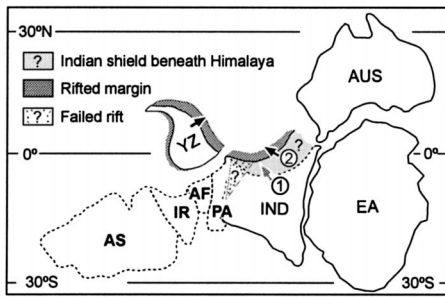 30ºN
? Indian shield beneath Himalaya
Rifted margin
? Failed rift
AUS
YZ
?
②
0º
0º
①
?
AF
IR
PA
IND
EA
AS
30ºS
30ºS